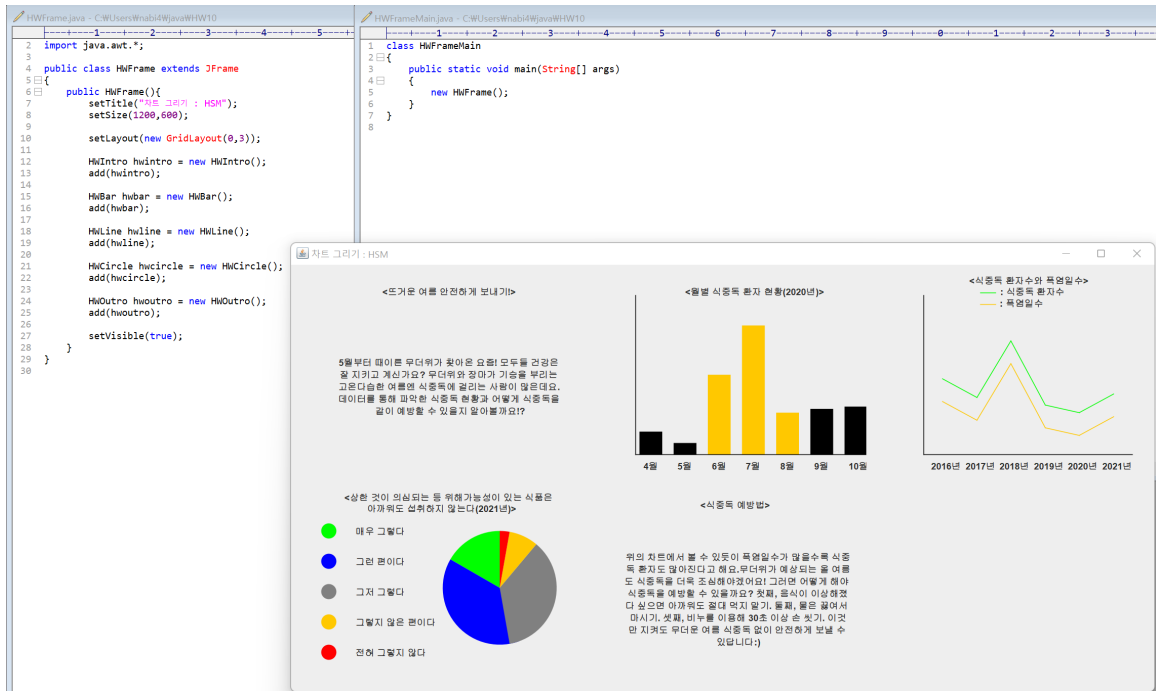 HWFrame.java - C:₩Users₩nabi4₩java₩HW10
----+----1----+----2----+----3----+----4----+----5----+-
2 import java.awt.*;
3
4 public class HWFrame extends JFrame
5 {
6 public HWFrame(){
7 setTitle("차트 그리기 : HSM");
8 setSize(1200,600);
9
10 setLayout(new GridLayout(0,3));
11
12 HWIntro hwintro = new HWIntro();
13 add(hwintro);
14
15 HWBar hwbar = new HWBar();
16 add(hwbar);
17
18 HWLine hwline = new HWLine();
19 add(hwline);
20
21 HWCircle hwcircle = new HWCircle();
22 add(hwcircle);
23
24 HWOutro hwoutro = new HWOutro();
25 add(hwoutro);
26
27 setVisible(true);
28 }
29 }
30
HWFrameMain.java - C:₩Users₩nabi4₩java₩HW10
----+----1----+----2----+----3----+----4----+----5----+----6----+----7----+----8----+----9----+----0----+----1----+----2----+----3----+-
1 class HWFrameMain
2 {
3 public static void main(String[] args)
4 {
5 new HWFrame();
6 }
7 }
8
차트 그리기 : HSM
<뜨거운 여름 안전하게 보내기!>
5월부터 때이른 무더위가 찾아온 요즘! 모두들 건강은
잘 지키고 계신가요? 무더위와 장마가 기승을 부리는
고온다습한 여름엔 식중독에 걸리는 사람이 많은데요.
데이터를 통해 파악한 식중독 현황과 어떻게 식중독을
같이 예방할 수 있을지 알아볼까요!?
<월별 식중독 환자 현황(2020년)>
4월 5월 6월 7월 8월 9월 10월
<식중독 환자수와 폭염일수>
: 식중독 환자수
: 폭염일수
2016년 2017년 2018년 2019년 2020년 2021년
<상한 것이 의심되는 등 위해가능성이 있는 식품은
아까워도 섭취하지 않는다(2021년)>
매우 그렇다
그런 편이다
그저 그렇다
그렇지 않은 편이다
전혀 그렇지 않다
<식중독 예방법>
위의 차트에서 볼 수 있듯이 폭염일수가 많을수록 식중
독 환자도 많아진다고 해요.무더위가 예상되는 올 여름
도 식중독을 더욱 조심해야겠어요! 그러면 어떻게 해야
식중독을 예방할 수 있을까요? 첫째, 음식이 이상해졌
다 싶으면 아까워도 절대 먹지 말기. 둘째, 물은 끓여서
마시기. 셋째, 비누를 이용해 30초 이상 손 씻기. 이것
만 지켜도 무더운 여름 식중독 없이 안전하게 보낼 수
있답니다:)